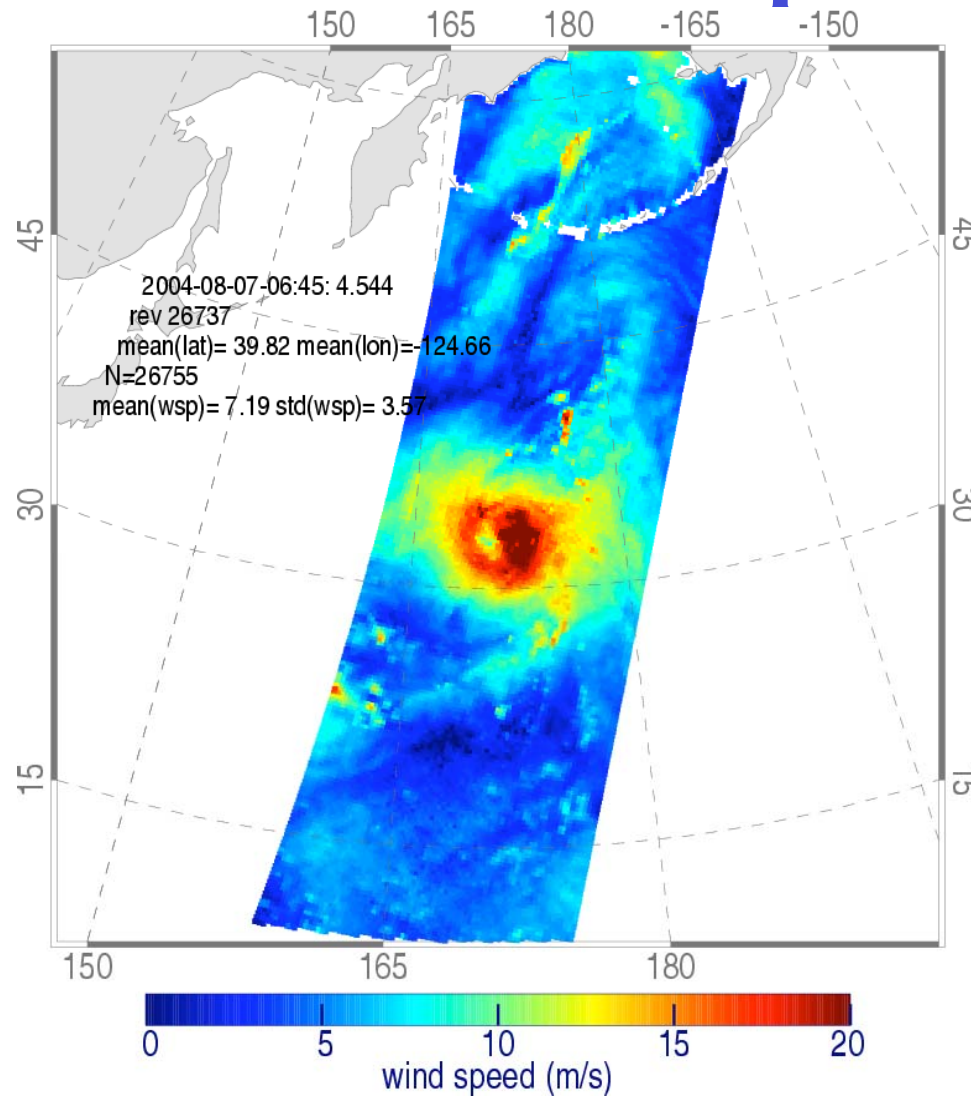 150 165 180 -165 -150
45 45
2004-08-07-06:45: 4.544
rev 26737
mean(lat)= 39.82 mean(lon)=-124.66
N=26755
mean(wsp)= 7.19 std(wsp)= 3.57
30 30
15 15
150 165 180
0 5 10 15 20
wind speed (m/s)